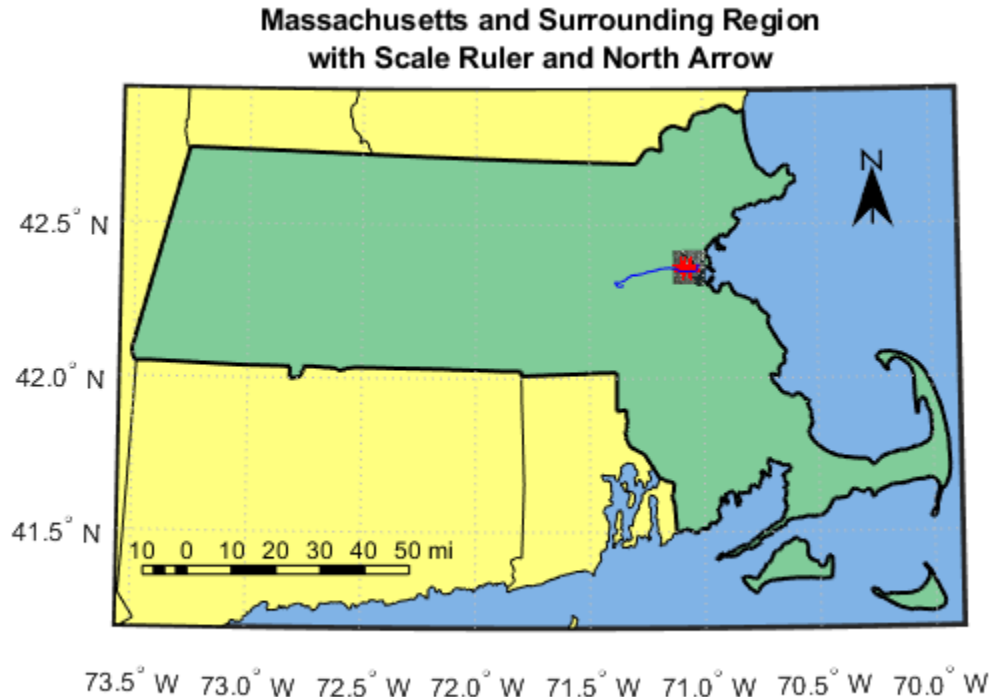 Massachusetts and Surrounding Region
with Scale Ruler and North Arrow
N
42.5° N
42.0° N
41.5° N
10 0 10 20 30 40 50 mi
73.5° W 73.0° W 72.5° W 72.0° W 71.5° W 71.0° W 70.5° W 70.0° W